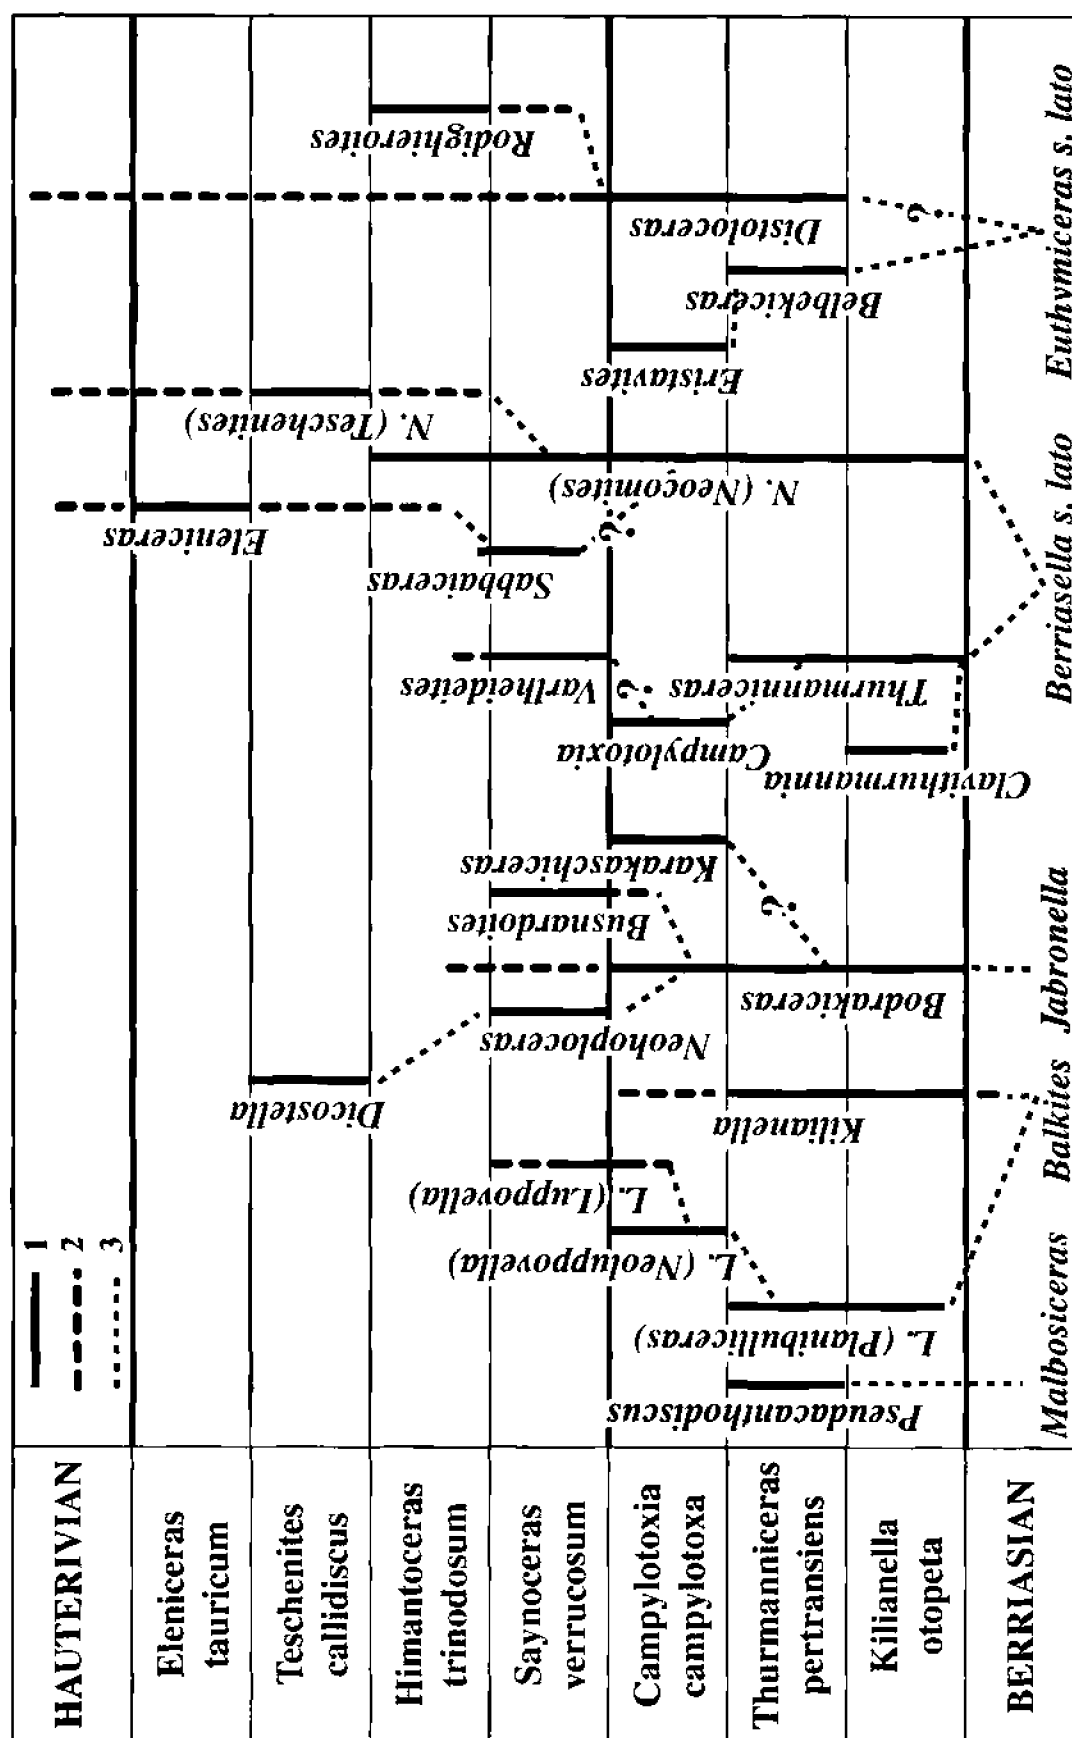 HAUTERIVIAN
Eleniceras
tauricum
Teschenites
callidiscus
Himantoceras
trinodosum
Saynoceras
verrucosum
Campylotoxia
campylotoxa
Thurmanniceras
pertransiens
Kilianella
otopeta
BERRIASIAN
1
2
3
Pseudacanthodiscus
L. (Planibulliceras)
L. (Neoluppovella)
L. (Luppovella)
Dicostella
Kilianella
Neohoploceras
Bodrakiceras
Busnardoites
Karakaschiceras
?
Clavithurmannia
Campylotoxia
Thurmanniceras
Varlheideites
?
Sabbaiceras
?
Eleniceras
N. (Neocomites)
N. (Teschenites)
Eristavites
Belbekiceras
Distoloceras
?
Rodighieroites
Malbosiceras
Balkites
Jabronella
Berriasella s. lato
Euthymiceras s. lato